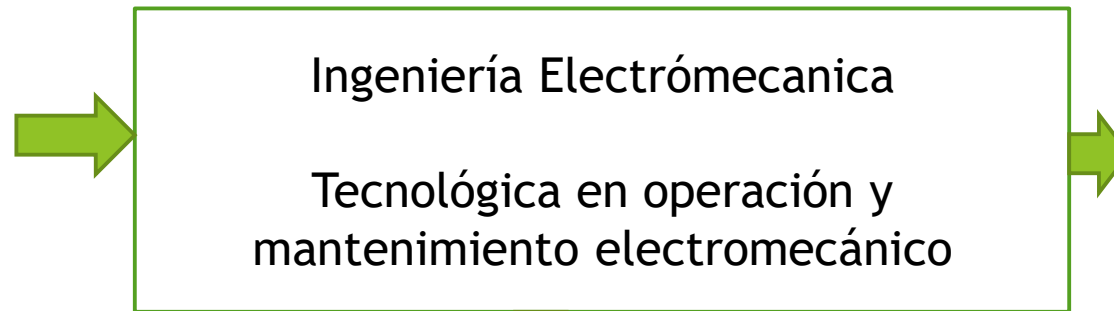 Ingeniería Electrómecanica
Tecnológica en operación y
mantenimiento electromecánico